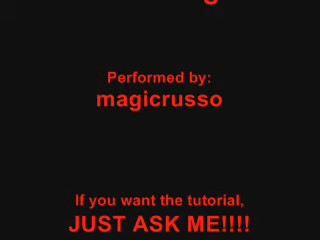 Performed by:
magicrusso
If you want the tutorial,
JUST ASK ME!!!!